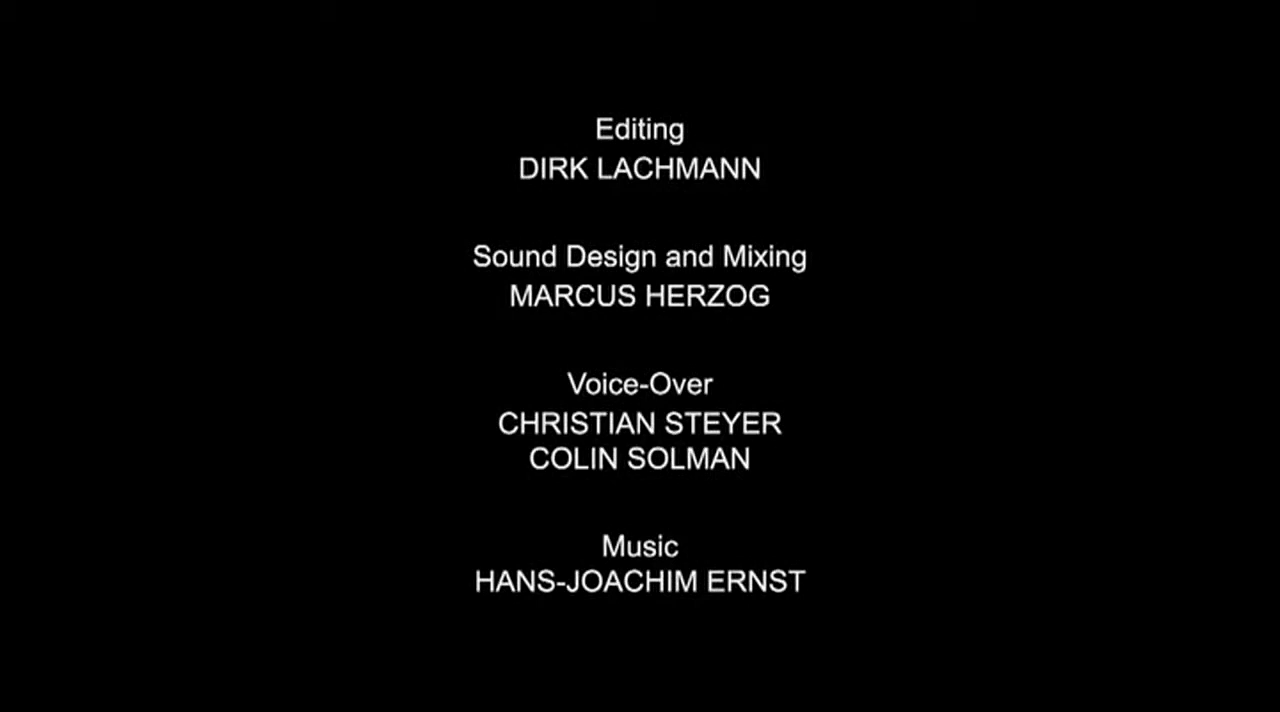 Editing
DIRK LACHMANN
Sound Design and Mixing
MARCUS HERZOG
Voice-Over
CHRISTIAN STEYER
COLIN SOLMAN
Music
HANS-JOACHIM ERNST